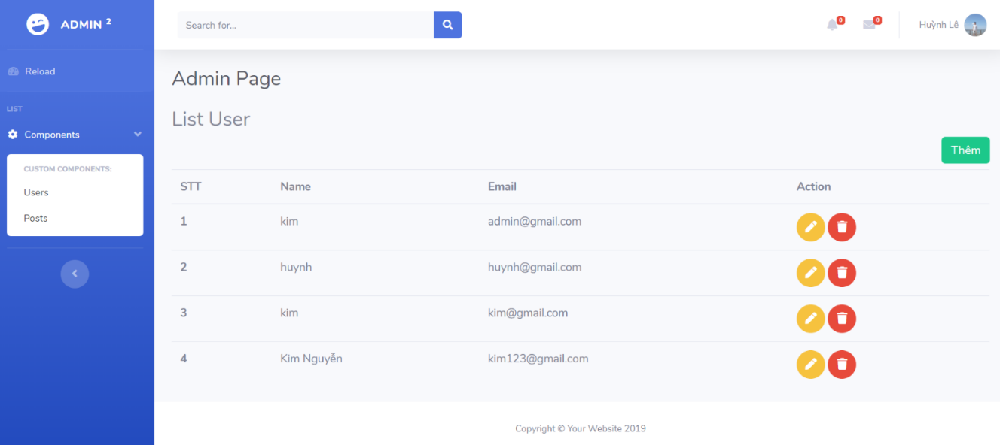 ADMIN 2
Search for...
0
0
Huỳnh Lê
Reload
LIST
Components
CUSTOM COMPONENTS:
Users
Posts
Admin Page
List User
Thêm
STT Name Email Action
1 kim admin@gmail.com
2 huynh huynh@gmail.com
3 kim kim@gmail.com
4 Kim Nguyễn kim123@gmail.com
Copyright © Your Website 2019